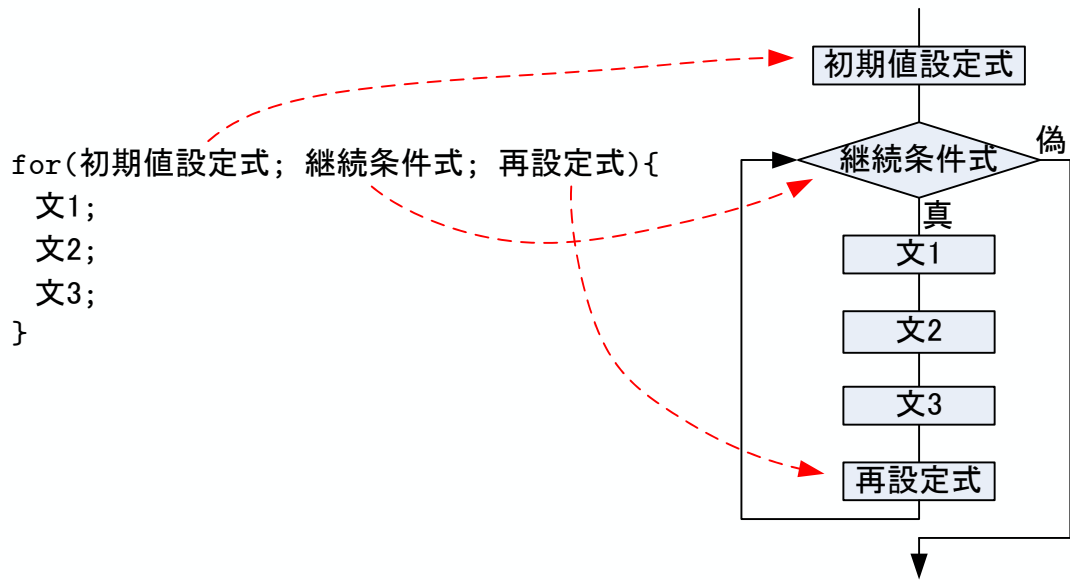 for(初期値設定式; 継続条件式; 再設定式){
文1;
文2;
文3;
}
初期値設定式
継続条件式
偽
真
文1
文2
文3
再設定式